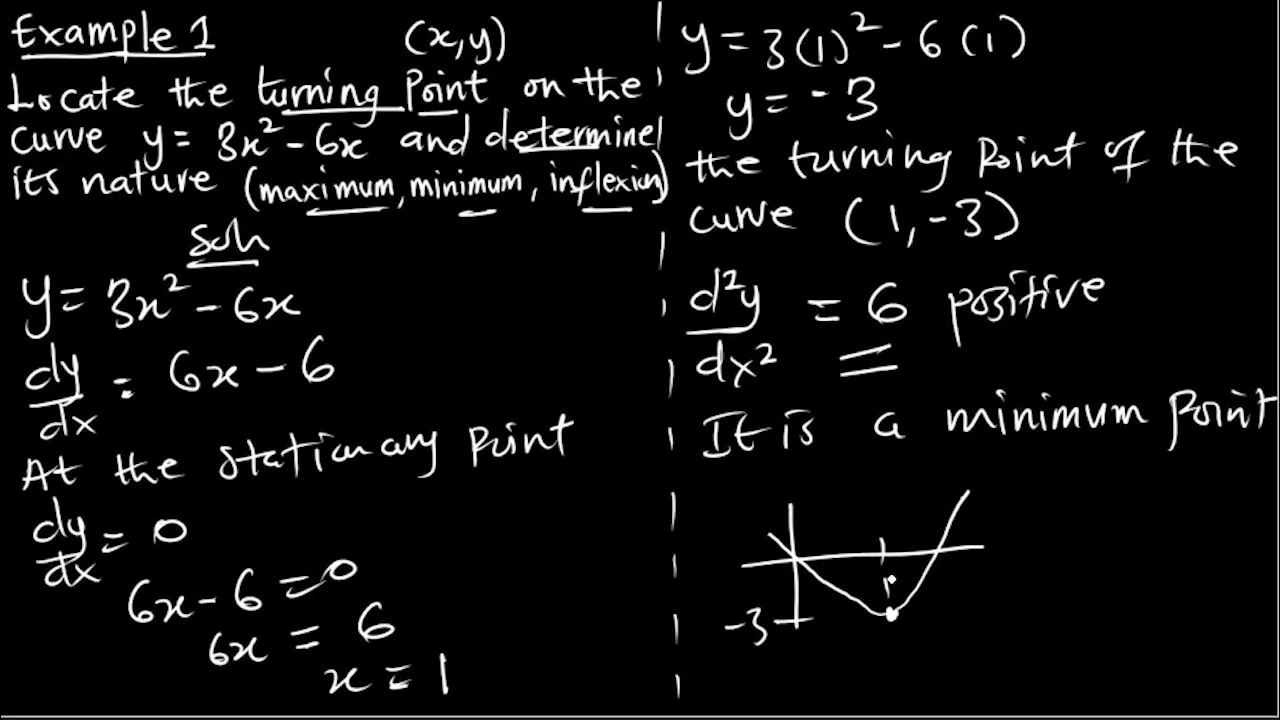 Example 1
(x,y)
Locate the turning Point on the
curve y = 3x² - 6x and determine
its nature (maximum, minimum, inflexion)
Soln
y = 3x² - 6x
dy/dx = 6x - 6
At the stationary point
dy/dx = 0
6x - 6 = 0
6x = 6
x = 1
y = 3(1)² - 6(1)
y = -3
the turning Point of the
curve (1, -3)
d²y/dx² = 6 positive
It is a minimum point
1
-3